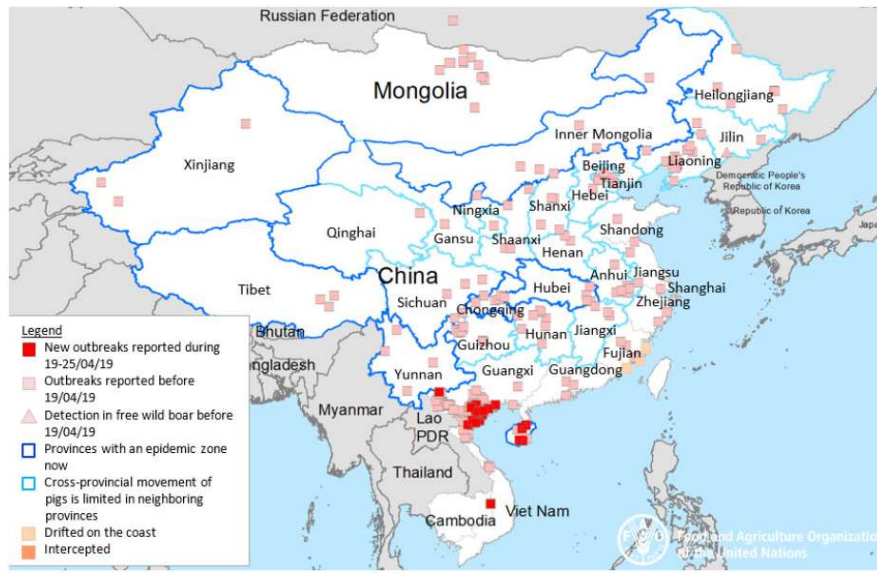 Russian Federation
Mongolia
Heilongjiang
Jilin
Inner Mongolia
Liaoning
Beijing
Tianjin
Hebei
Democratic People's
Republic of Korea
Republic of Korea
Japa
Xinjiang
Ningxia
Shanxi
Shandong
Qinghai
Gansu
Shaanxi
Henan
China
Anhui
Jiangsu
Shanghai
Hubei
Zhejiang
Tibet
Sichuan
Chongqing
Hunan
Jiangxi
Guizhou
Fujian
Bhutan
angladesh
Yunnan
Guangxi
Guangdong
Myanmar
Lao
PDR
Thailand
Viet Nam
Cambodia
Legend
New outbreaks reported during
19-25/04/19
Outbreaks reported before
19/04/19
Detection in free wild boar before
19/04/19
Provinces with an epidemic zone
now
Cross-provincial movement of
pigs is limited in neighboring
provinces
Drifted on the coast
Intercepted
Food and Agriculture Organization
of the United Nations